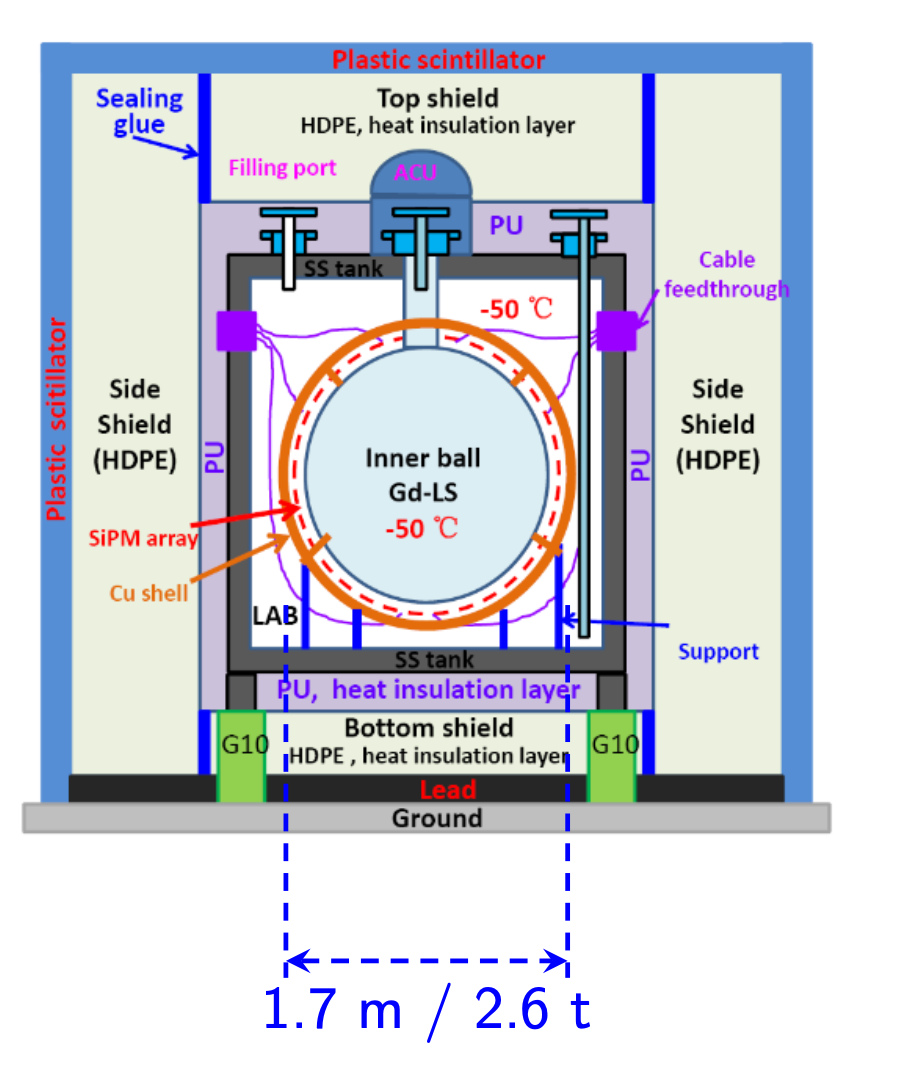 Plastic scintillator
Sealing
glue
Top shield
HDPE, heat insulation layer
Filling port
ACU
PU
SS tank
Cable
feedthrough
-50 ℃
Plastic scitillator
Side
Shield
(HDPE)
PU
Inner ball
Gd-LS
-50 ℃
PU
Side
Shield
(HDPE)
SiPM array
Cu shell
LAB
Support
SS tank
PU, heat insulation layer
Bottom shield
HDPE , heat insulation layer
G10
G10
Lead
Ground
1.7 m / 2.6 t